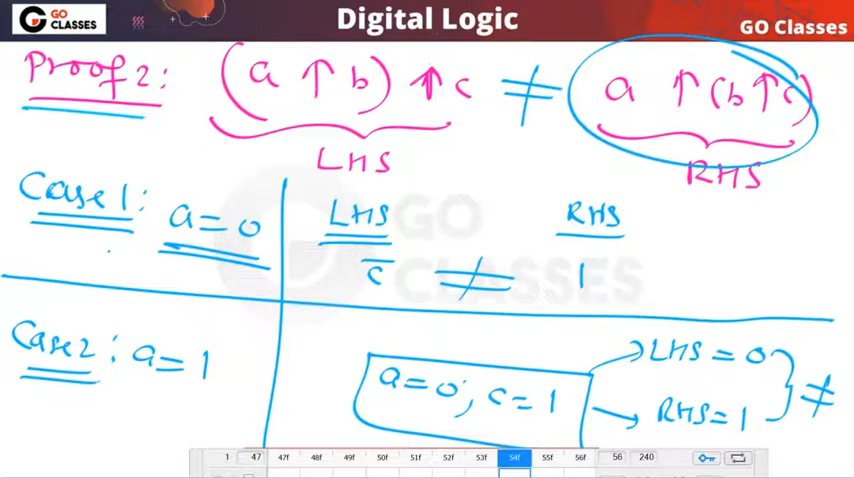 GO CLASSES
Digital Logic
GO Classes
Proof 2: (a ↑ b) ↑ c ≠ a ↑ (b ↑ c)
LHS RHS
Case 1: a = 0 LHS RHS
c̅ ≠ 1
Case 2: a = 1
a = 0, c = 1 → LHS = 0
→ RHS = 1 ≠
GO CLASSES
1 47 47f 48f 49f 50f 51f 52f 53f 54f 55f 56f 56 240